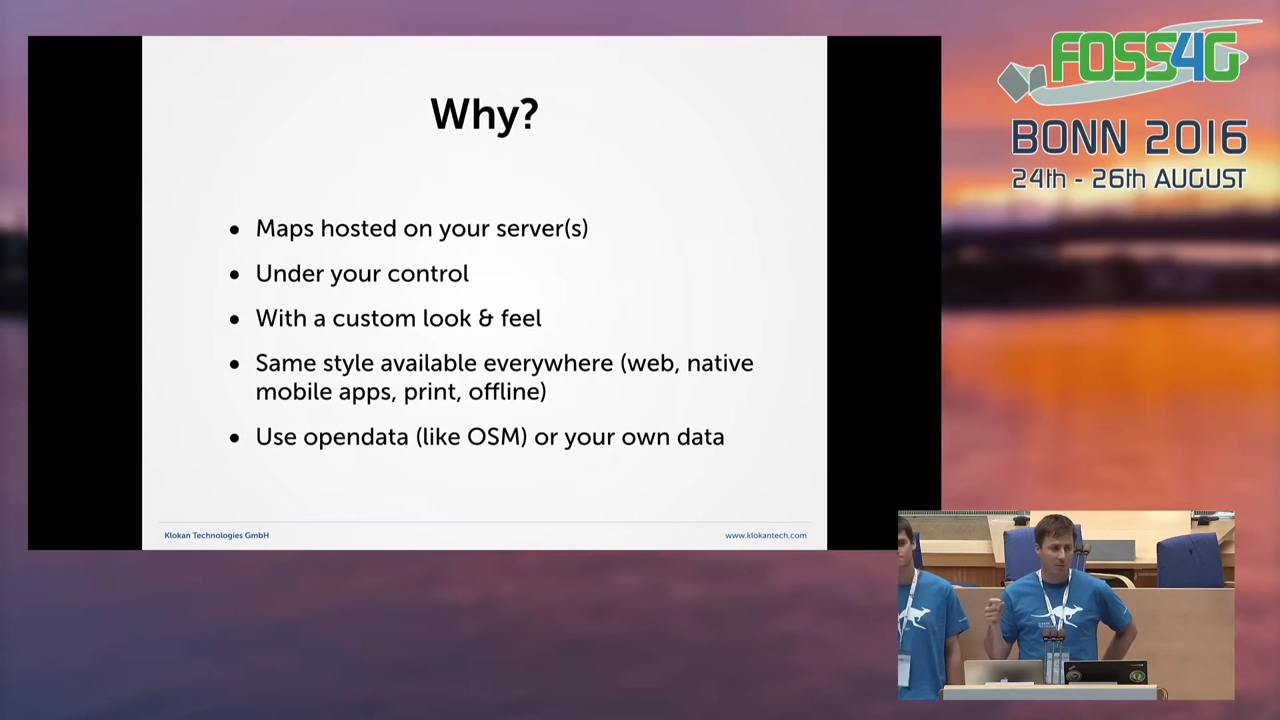 Why?
• Maps hosted on your server(s)
• Under your control
• With a custom look & feel
• Same style available everywhere (web, native
mobile apps, print, offline)
• Use opendata (like OSM) or your own data
Klokan Technologies GmbH
www.klokantech.com
FOSS4G
BONN 2016
24th - 26th AUGUST